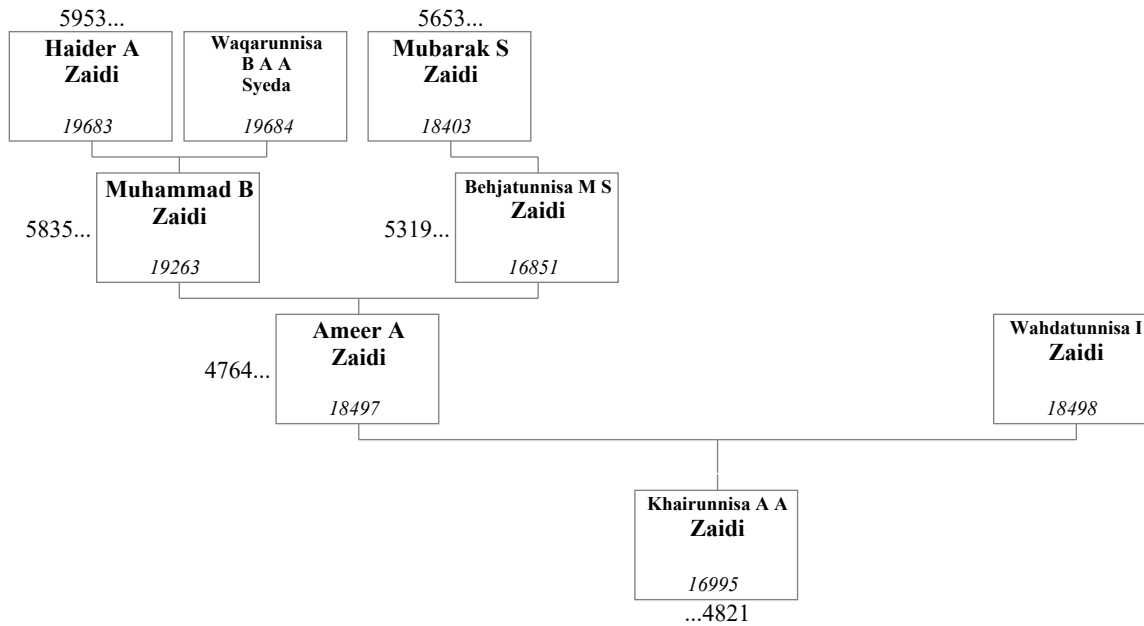 5953...
5653...
Haider A
Zaidi
19683
Waqarunnisa
B A A
Syeda
19684
Mubarak S
Zaidi
18403
5835...
Muhammad B
Zaidi
19263
5319...
Behjatunnisa M S
Zaidi
16851
4764...
Ameer A
Zaidi
18497
Wahdatunnisa I
Zaidi
18498
Khairunnisa A A
Zaidi
16995
...4821